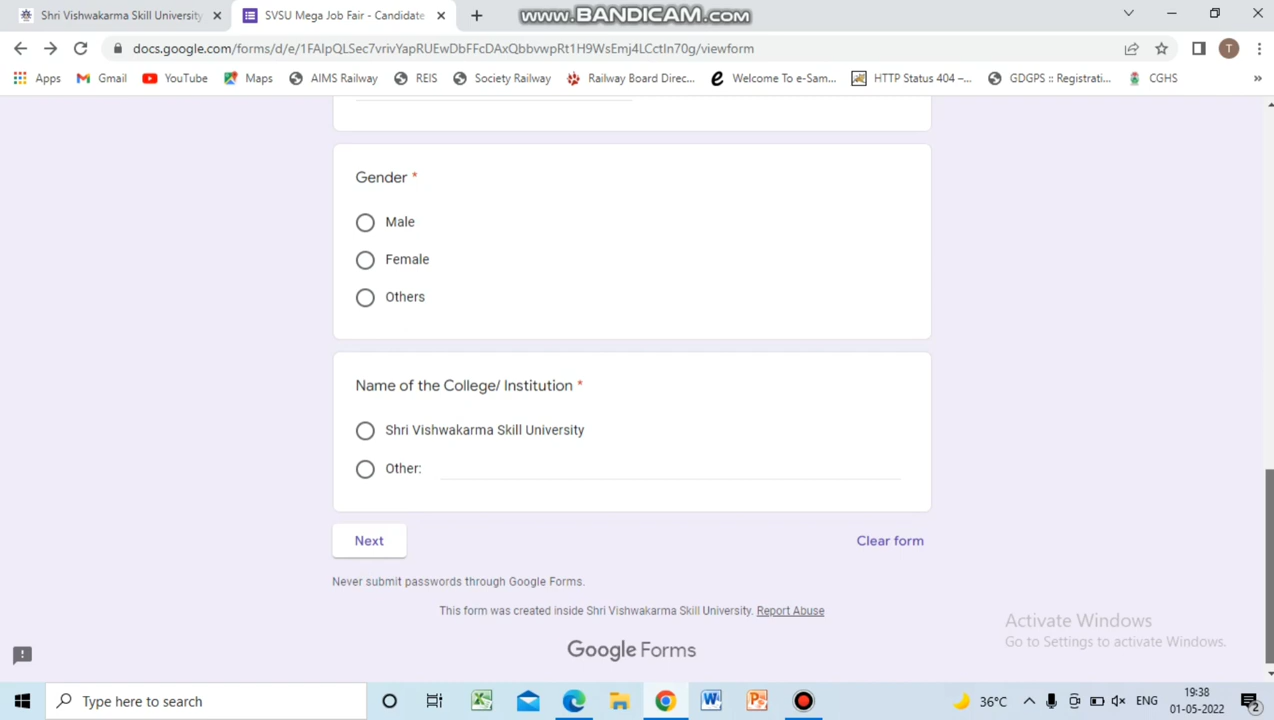 Shri Vishwakarma Skill University
SVSU Mega Job Fair - Candidate
www.BANDICAM.com
docs.google.com/forms/d/e/1FAIpQLSec7vrivYapRUEwDbFFcDAxQbbvwpRt1H9WsEmj4LCctIn70g/viewform
T
Apps
Gmail
YouTube
Maps
AIMS Railway
REIS
Society Railway
Railway Board Direc...
Welcome To e-Sam...
HTTP Status 404 –...
GDGPS :: Registrati...
CGHS
»
Gender *
Male
Female
Others
Name of the College/ Institution *
Shri Vishwakarma Skill University
Other:
Next
Clear form
Never submit passwords through Google Forms.
This form was created inside Shri Vishwakarma Skill University. Report Abuse
Google Forms
Activate Windows
Go to Settings to activate Windows.
Type here to search
36°C
ENG
19:38
01-05-2022
2